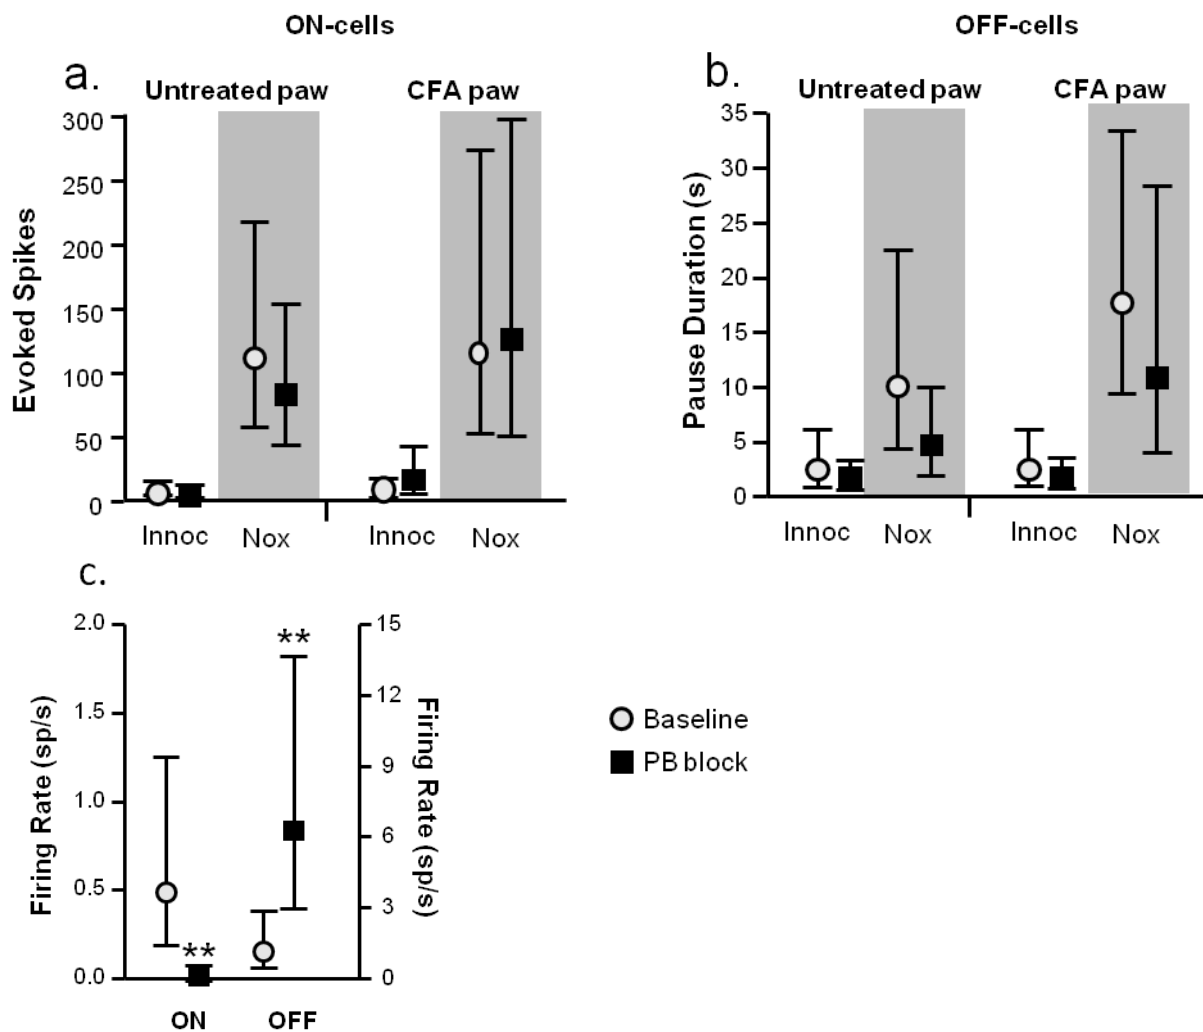 ON-cells
OFF-cells
a.
Untreated paw
CFA paw
Evoked Spikes
300
250
200
150
100
50
0
Innoc
Nox
Innoc
Nox
b.
Untreated paw
CFA paw
Pause Duration (s)
35
30
25
20
15
10
5
0
Innoc
Nox
Innoc
Nox
c.
Firing Rate (sp/s)
2.0
1.5
1.0
0.5
0.0
**
**
15
12
9
6
3
0
Firing Rate (sp/s)
ON
OFF
Baseline
PB block